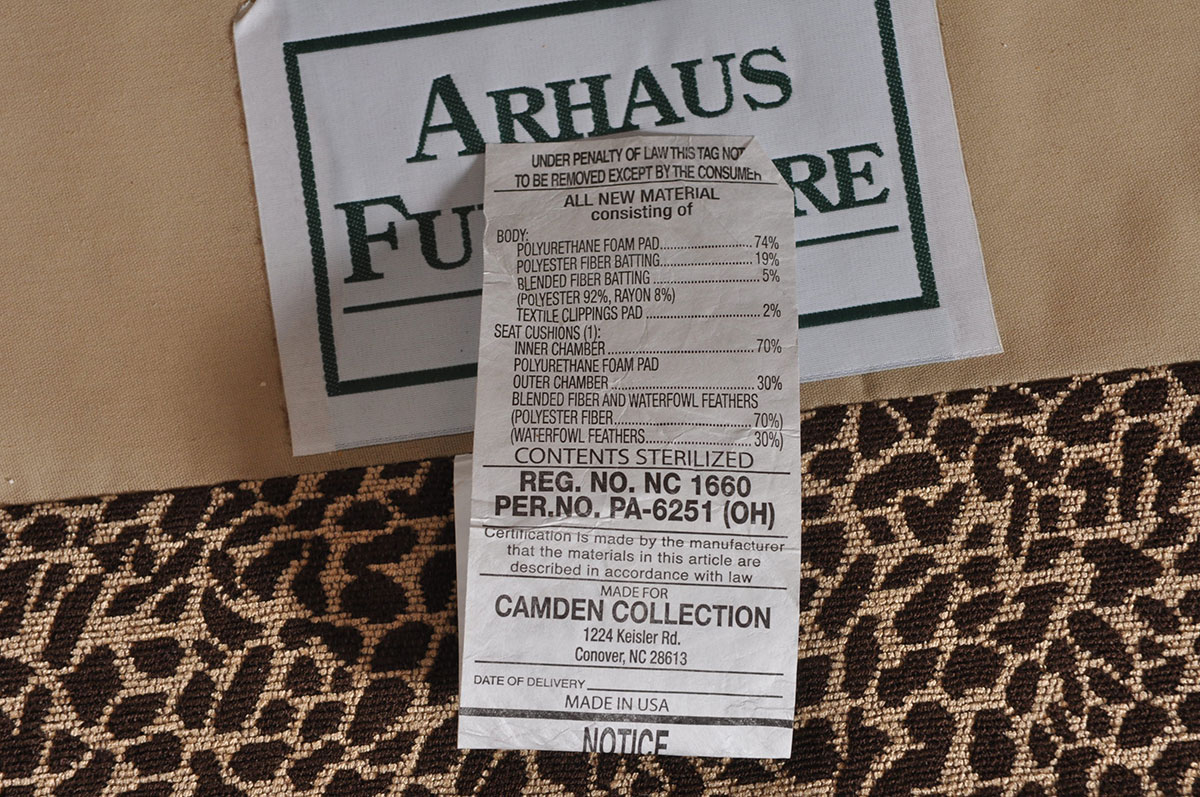 ARHAUS
FU RE
UNDER PENALTY OF LAW THIS TAG NOT
TO BE REMOVED EXCEPT BY THE CONSUMER
ALL NEW MATERIAL
consisting of
BODY:
POLYURETHANE FOAM PAD..........................74%
POLYESTER FIBER BATTING..........................19%
BLENDED FIBER BATTING..........................5%
(POLYESTER 92%, RAYON 8%)
TEXTILE CLIPPINGS PAD..........................2%
SEAT CUSHIONS (1):
INNER CHAMBER..........................70%
POLYURETHANE FOAM PAD
OUTER CHAMBER..........................30%
BLENDED FIBER AND WATERFOWL FEATHERS
(POLYESTER FIBER..........................70%)
(WATERFOWL FEATHERS..........................30%)
CONTENTS STERILIZED
REG. NO. NC 1660
PER.NO. PA-6251 (OH)
Certification is made by the manufacturer
that the materials in this article are
described in accordance with law
MADE FOR
CAMDEN COLLECTION
1224 Keisler Rd.
Conover, NC 28613
DATE OF DELIVERY
MADE IN USA
NOTICE